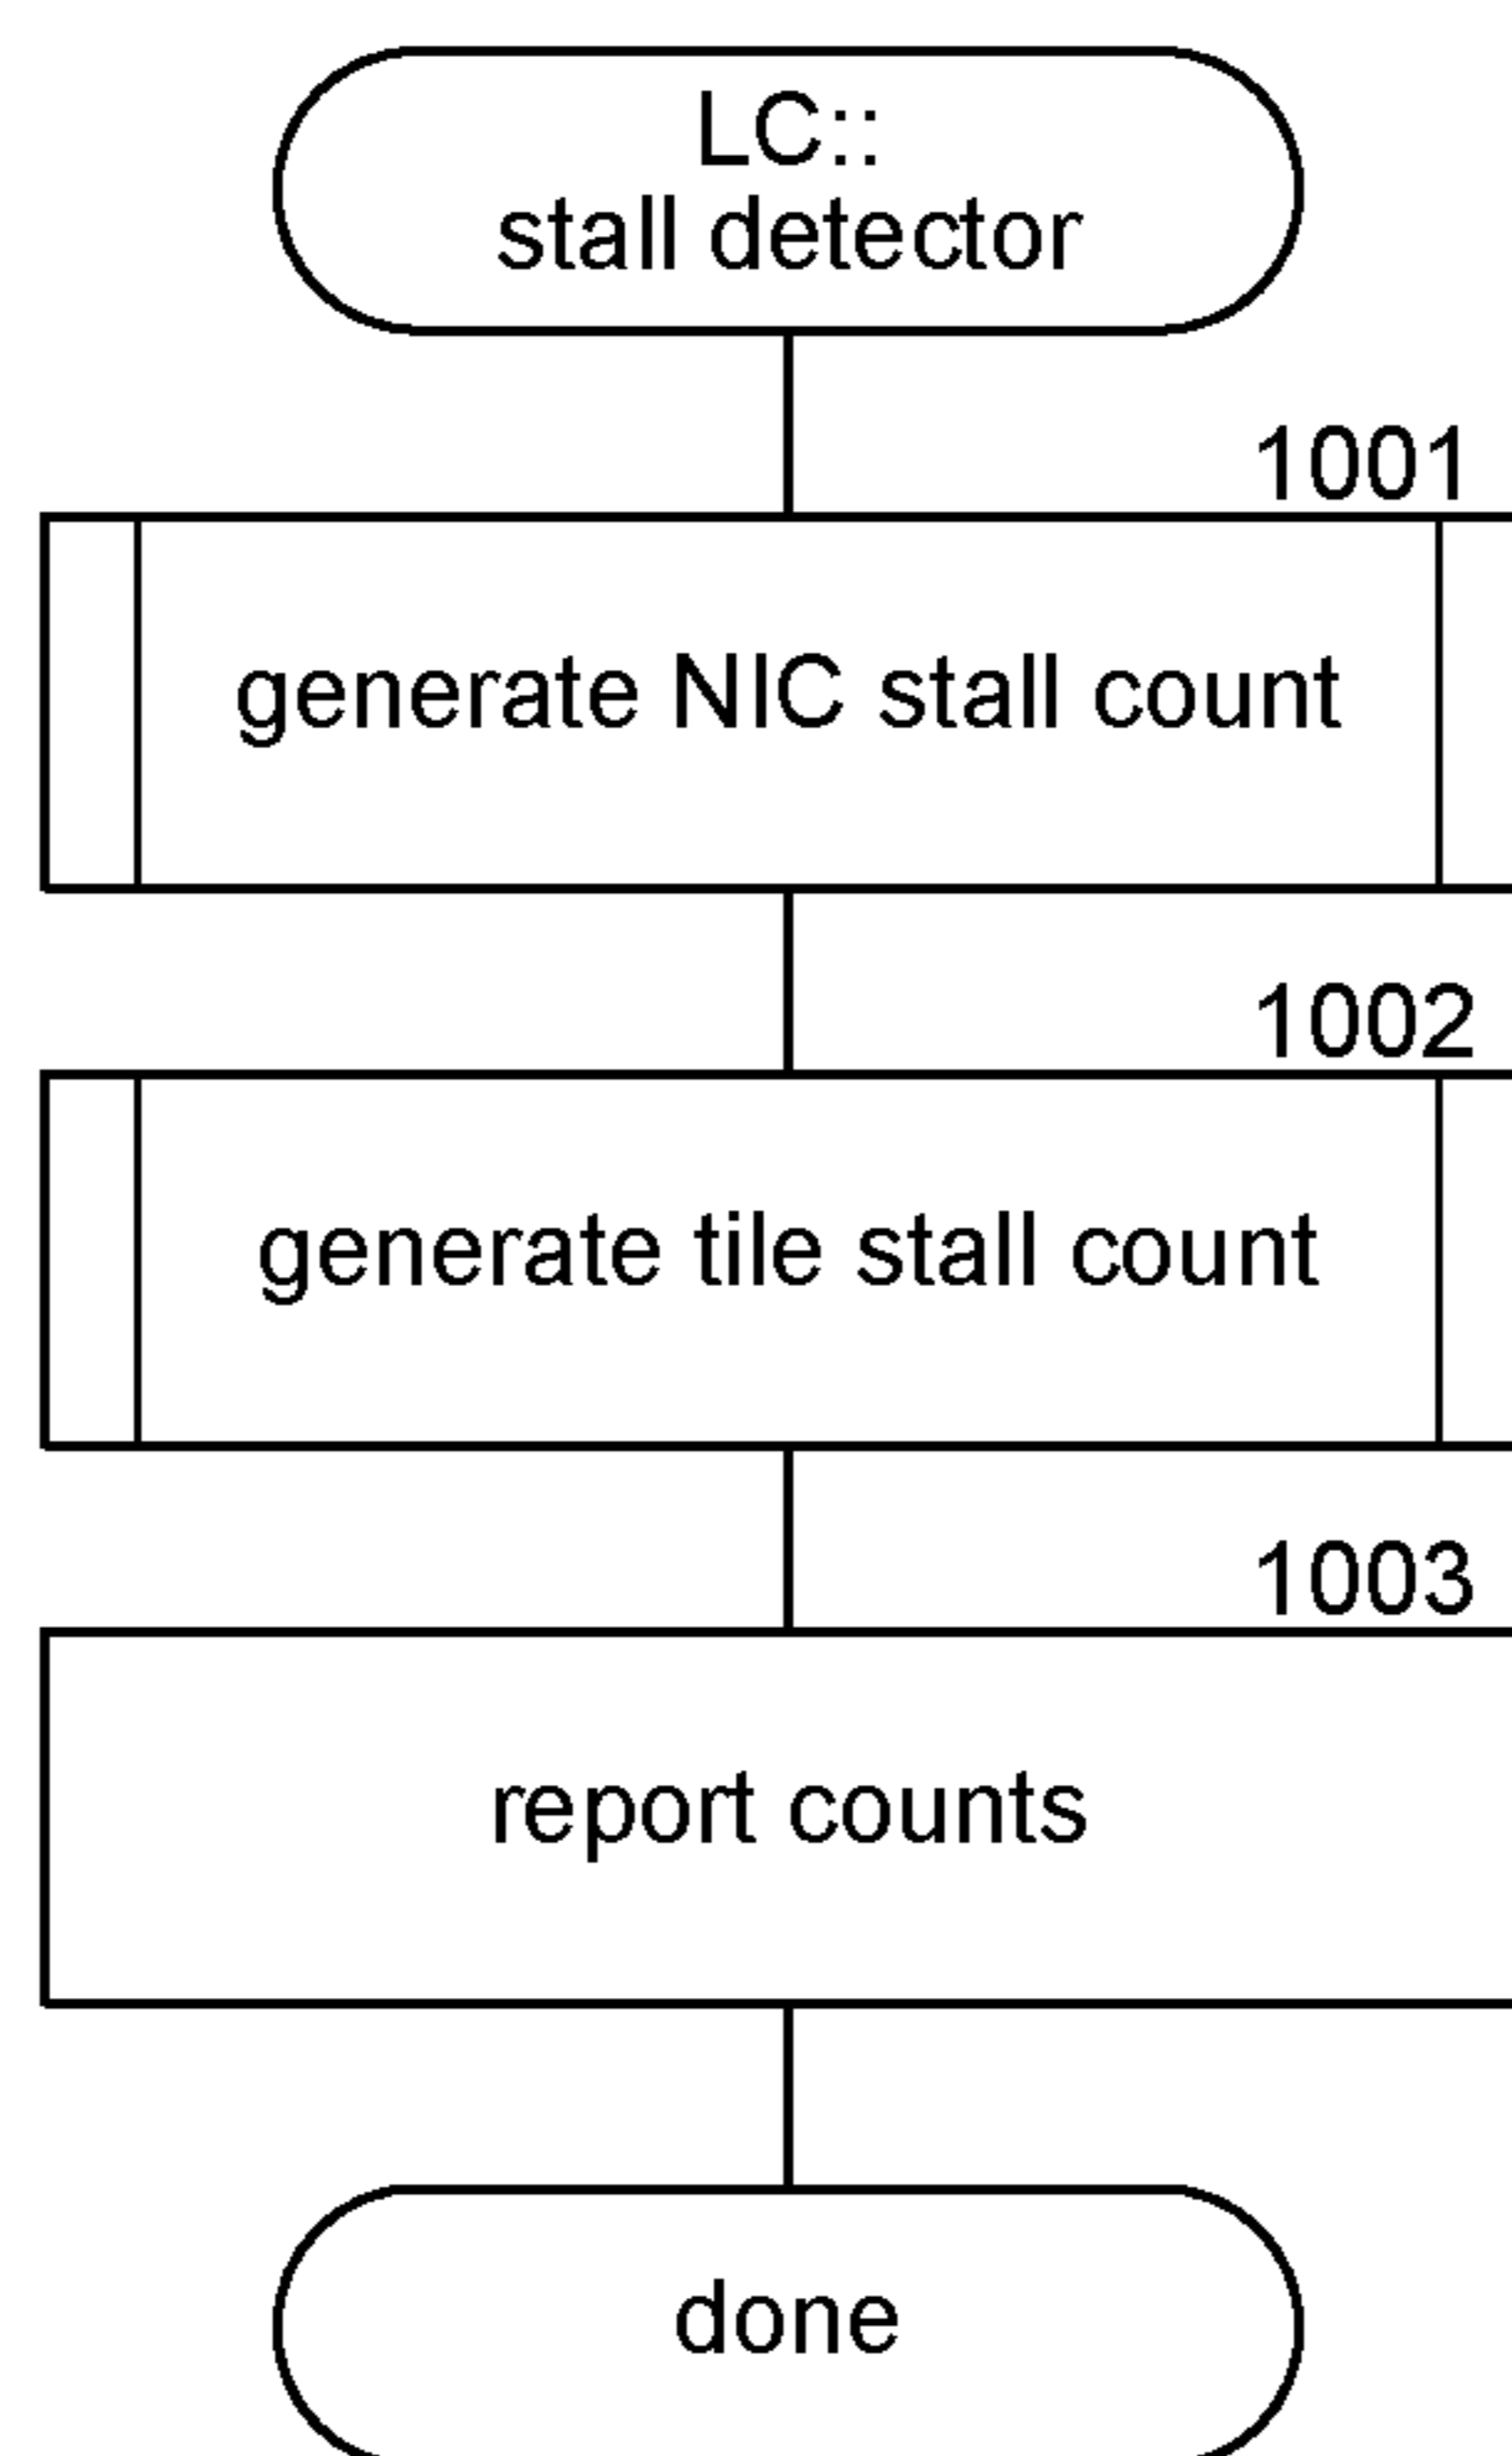 LC::
stall detector
1001
generate NIC stall count
1002
generate tile stall count
1003
report counts
done